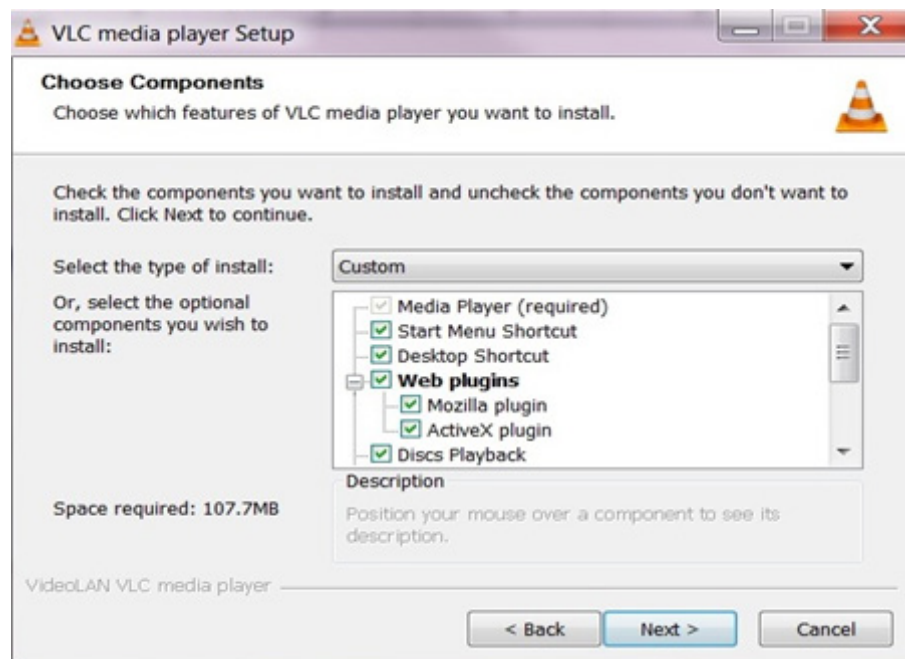 VLC media player Setup
Choose Components
Choose which features of VLC media player you want to install.
Check the components you want to install and uncheck the components you don't want to
install. Click Next to continue.
Select the type of install:
Custom
Or, select the optional
components you wish to
install:
Media Player (required)
Start Menu Shortcut
Desktop Shortcut
Web plugins
Mozilla plugin
ActiveX plugin
Discs Playback
Space required: 107.7MB
Description
Position your mouse over a component to see its
description.
VideoLAN VLC media player
< Back
Next >
Cancel